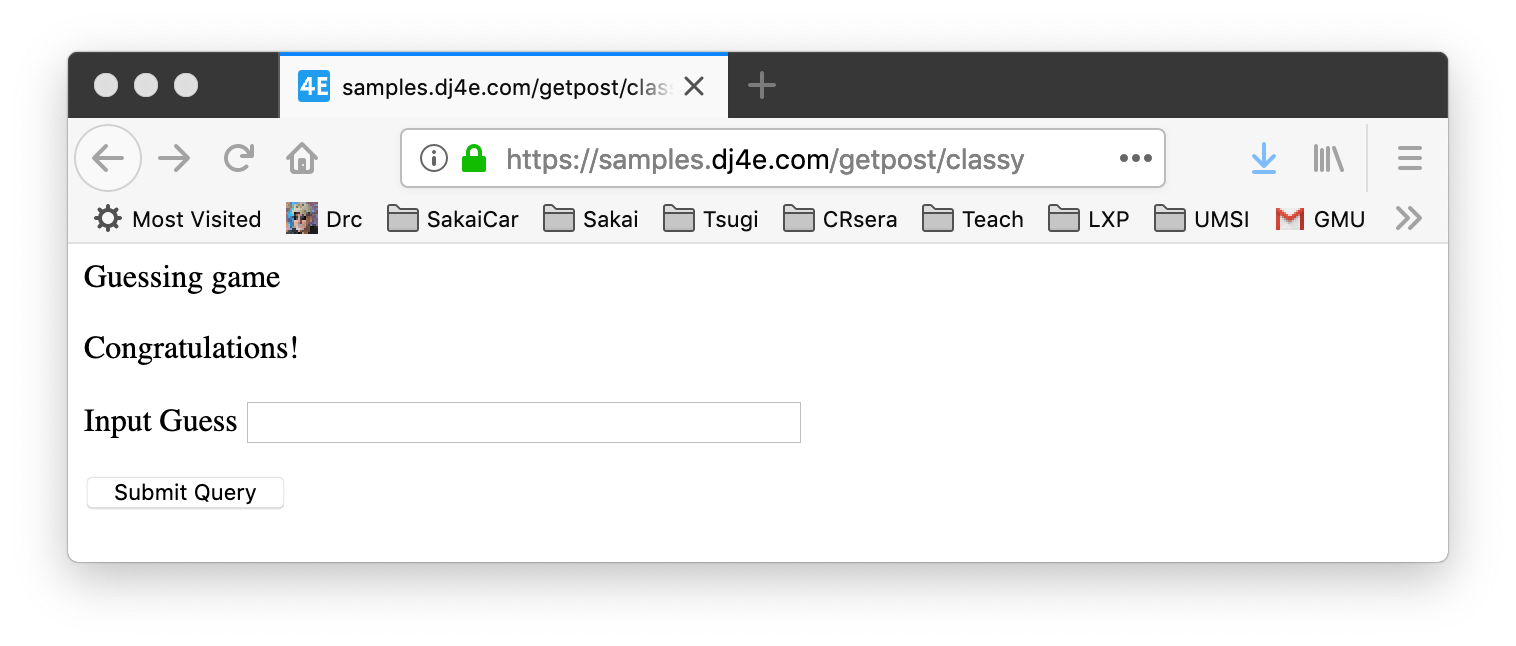 4E samples.dj4e.com/getpost/clas
https://samples.dj4e.com/getpost/classy
Most Visited Drc SakaiCar Sakai Tsugi CRsera Teach LXP UMSI GMU
Guessing game
Congratulations!
Input Guess
Submit Query